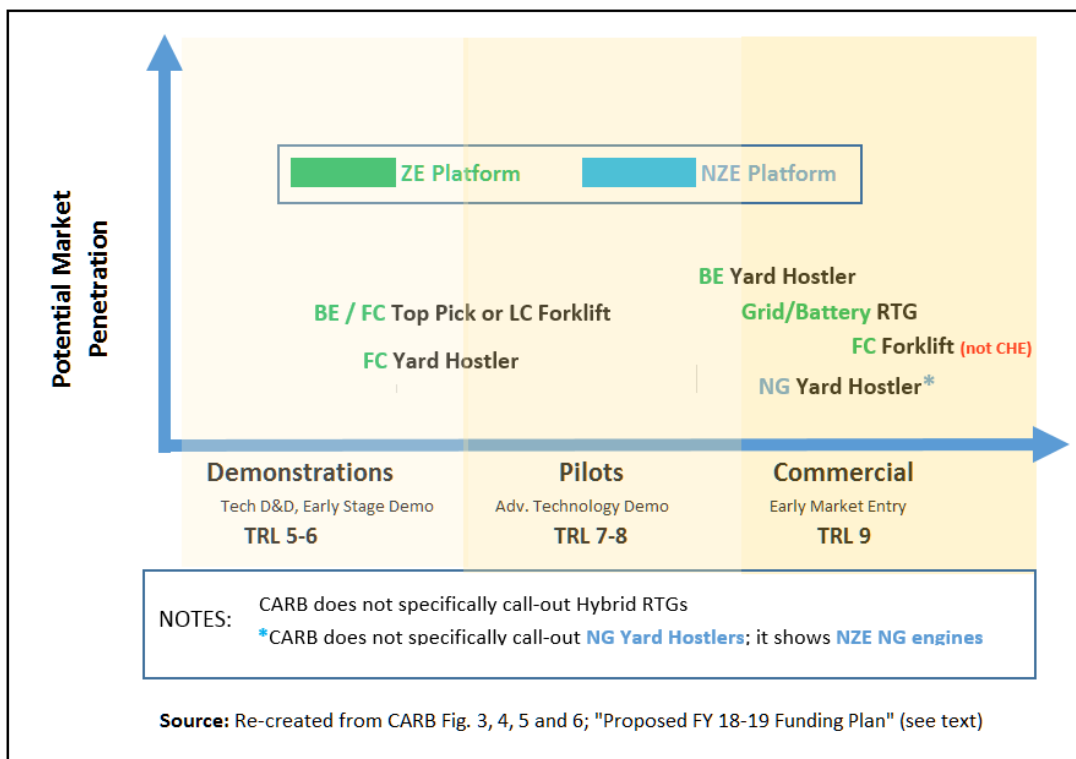 Potential Market
Penetration
ZE Platform
NZE Platform
BE Yard Hostler
BE / FC Top Pick or LC Forklift
Grid/Battery RTG
FC Forklift (not CHE)
FC Yard Hostler
NG Yard Hostler*
Demonstrations
Tech D&D, Early Stage Demo
TRL 5-6
Pilots
Adv. Technology Demo
TRL 7-8
Commercial
Early Market Entry
TRL 9
NOTES:
CARB does not specifically call-out Hybrid RTGs
*CARB does not specifically call-out NG Yard Hostlers; it shows NZE NG engines
Source: Re-created from CARB Fig. 3, 4, 5 and 6; "Proposed FY 18-19 Funding Plan" (see text)